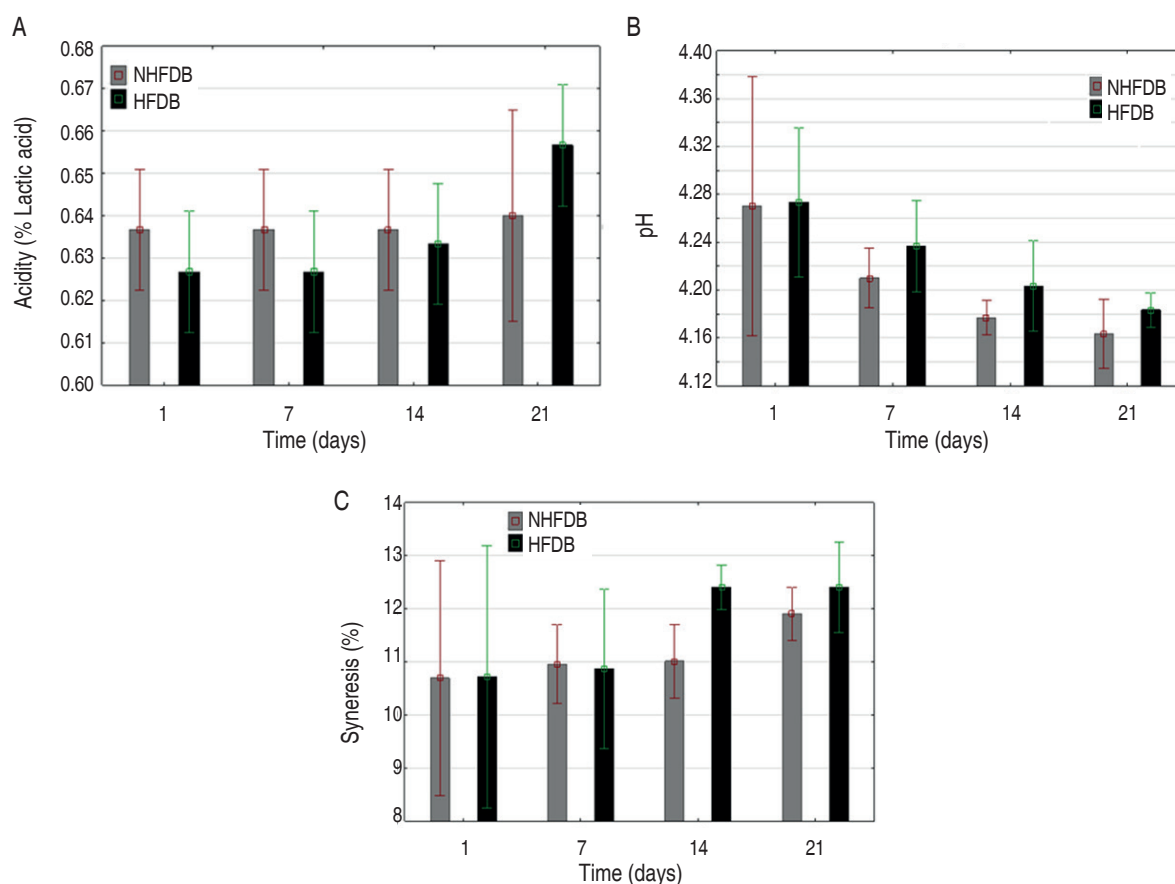 A
Acidity (% Lactic acid)
0.68
0.67
0.66
0.65
0.64
0.63
0.62
0.61
0.60
NHFDB
HFDB
1 7 14 21
Time (days)
B
pH
4.40
4.36
4.32
4.28
4.24
4.20
4.16
4.12
NHFDB
HFDB
1 7 14 21
Time (days)
C
Syneresis (%)
14
13
12
11
10
9
8
NHFDB
HFDB
1 7 14 21
Time (days)